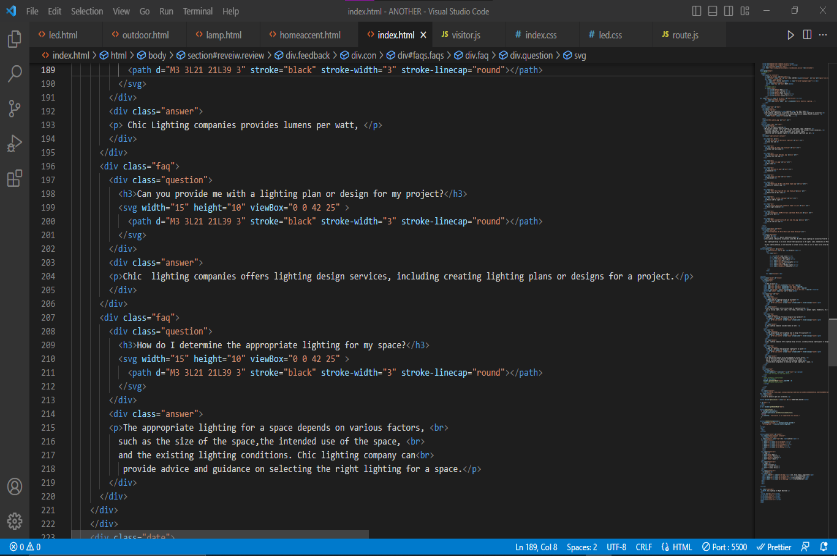 File Edit Selection View Go Run Terminal Help index.html - ANOTHER - Visual Studio Code
led.html outdoor.html lamp.html homeaccent.html index.html JS visitor.js index.css led.css JS route.js
index.html > html > body > section#reveiw.review > div.feedback > div.con > div#faqs.faqs > div.faq > div.question > svg
189 <path d="M3 3L21 21L39 3" stroke="black" stroke-width="3" stroke-linecap="round"></path>
190 </svg>
191 </div>
192 <div class="answer">
193 <p> Chic Lighting companies provides lumens per watt, </p>
194 </div>
195 </div>
196 <div class="faq">
197 <div class="question">
198 <h3>Can you provide me with a lighting plan or design for my project?</h3>
199 <svg width="15" height="10" viewBox="0 0 42 25" >
200 <path d="M3 3L21 21L39 3" stroke="black" stroke-width="3" stroke-linecap="round"></path>
201 </svg>
202 </div>
203 <div class="answer">
204 <p>Chic  lighting companies offers lighting design services, including creating lighting plans or designs for a project.</p>
205 </div>
206 </div>
207 <div class="faq">
208 <div class="question">
209 <h3>How do I determine the appropriate lighting for my space?</h3>
210 <svg width="15" height="10" viewBox="0 0 42 25" >
211 <path d="M3 3L21 21L39 3" stroke="black" stroke-width="3" stroke-linecap="round"></path>
212 </svg>
213 </div>
214 <div class="answer">
215 <p>The appropriate lighting for a space depends on various factors, <br>
216 such as the size of the space,the intended use of the space, <br>
217 and the existing lighting conditions. Chic lighting company can<br>
218 provide advice and guidance on selecting the right lighting for a space.</p>
219 </div>
220 </div>
221 </div>
222 </div>
223 <div class="date">
0 0 Ln 189, Col 8 Spaces: 2 UTF-8 CRLF HTML Port : 5500 Prettier